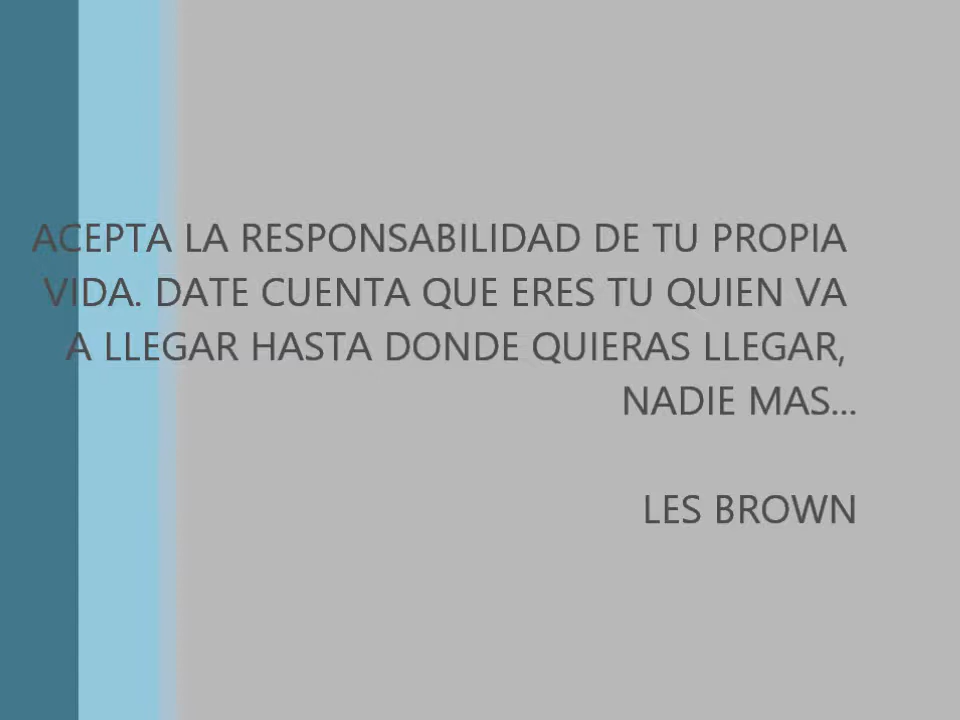 ACEPTA LA RESPONSABILIDAD DE TU PROPIA
VIDA. DATE CUENTA QUE ERES TU QUIEN VA
A LLEGAR HASTA DONDE QUIERAS LLEGAR,
NADIE MAS...
LES BROWN